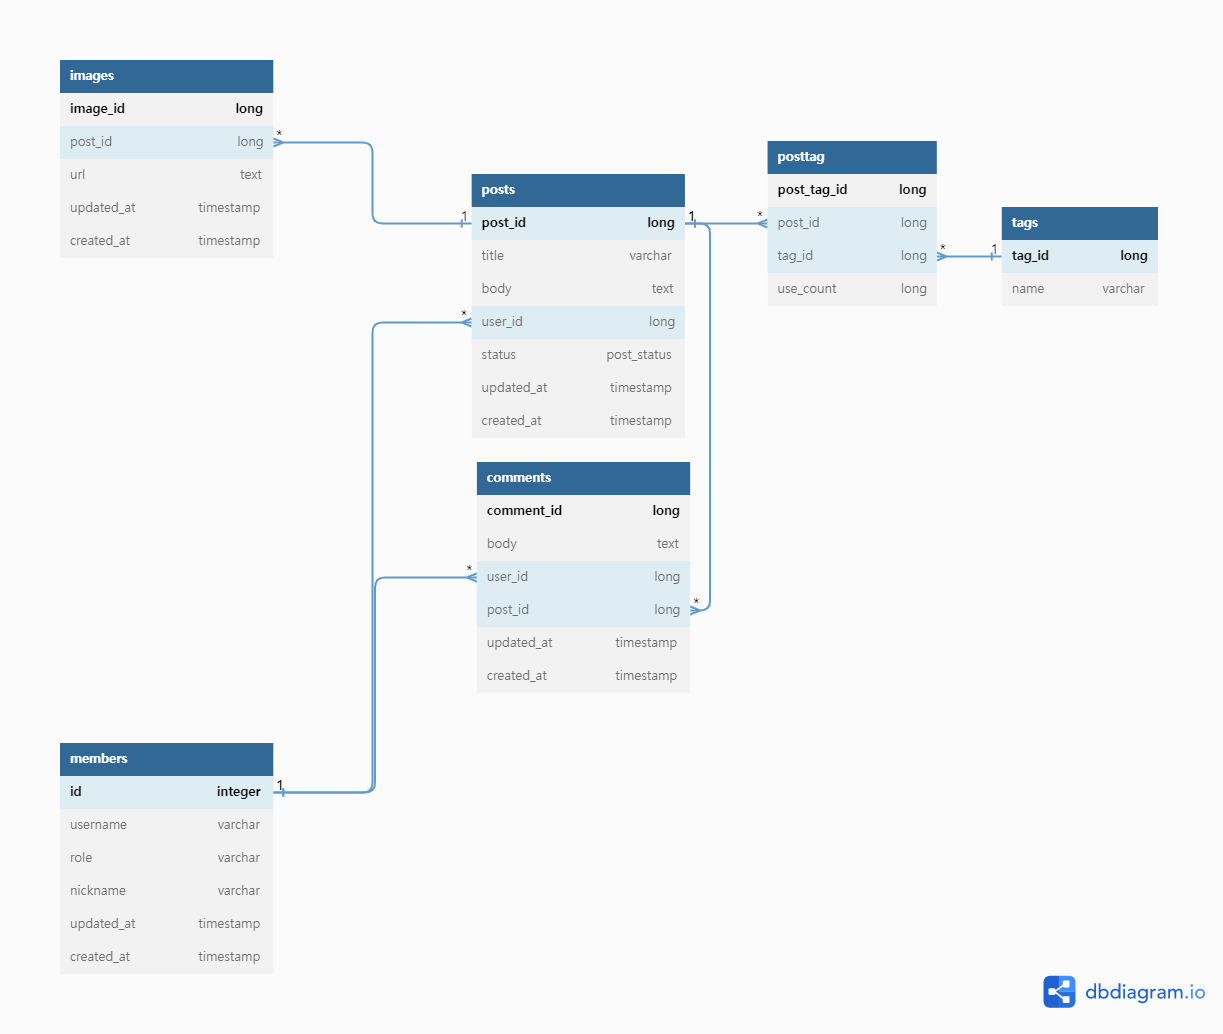 images
image_id long
*
post_id long
url text
updated_at timestamp
created_at timestamp
posts
1
post_id long
1
title varchar
body text
*
user_id long
status post_status
updated_at timestamp
created_at timestamp
posttag
post_tag_id long
*
post_id long
tag_id long
*
use_count long
tags
1
tag_id long
name varchar
comments
comment_id long
body text
*
user_id long
post_id long
*
updated_at timestamp
created_at timestamp
members
id integer
1
username varchar
role varchar
nickname varchar
updated_at timestamp
created_at timestamp
dbdiagram.io